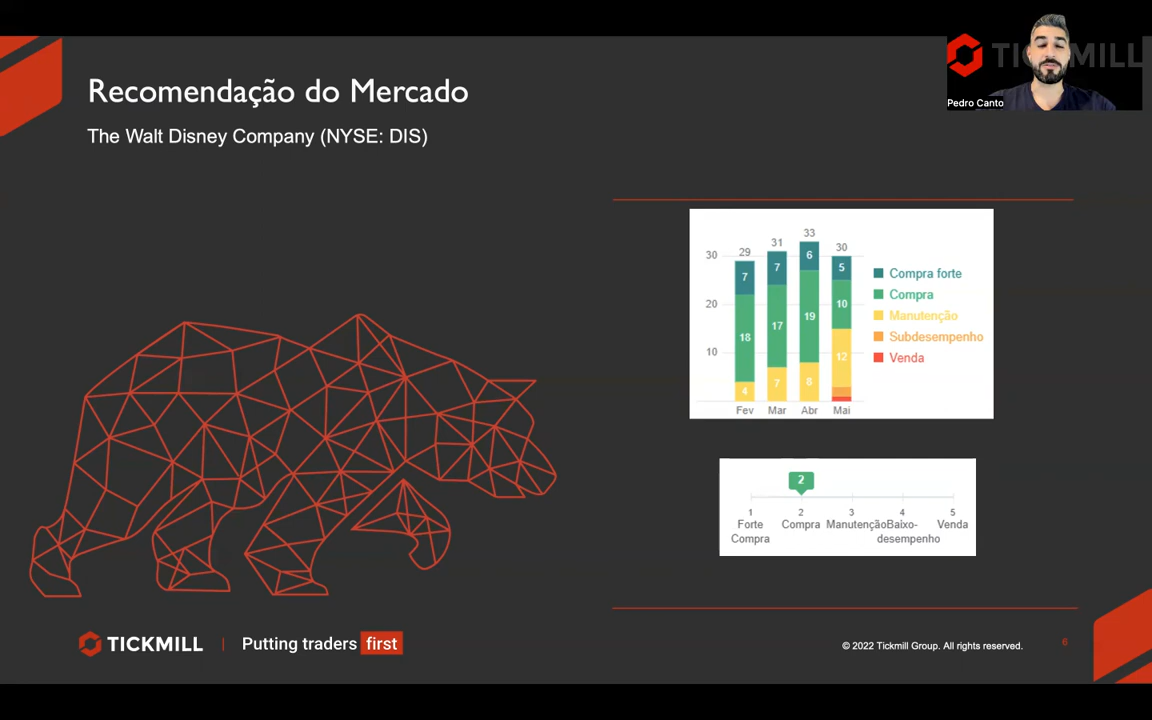 Recomendação do Mercado
The Walt Disney Company (NYSE: DIS)
TICKMILL
Pedro Canto
33
31
30
29
30
20
10
7
18
4
7
17
7
6
19
8
5
10
12
Fev Mar Abr Mai
Compra forte
Compra
Manutenção
Subdesempenho
Venda
2
1 2 3 4 5
Forte Compra
Compra
Manutenção
Baixo-desempenho
Venda
TICKMILL | Putting traders first
© 2022 Tickmill Group. All rights reserved.
6